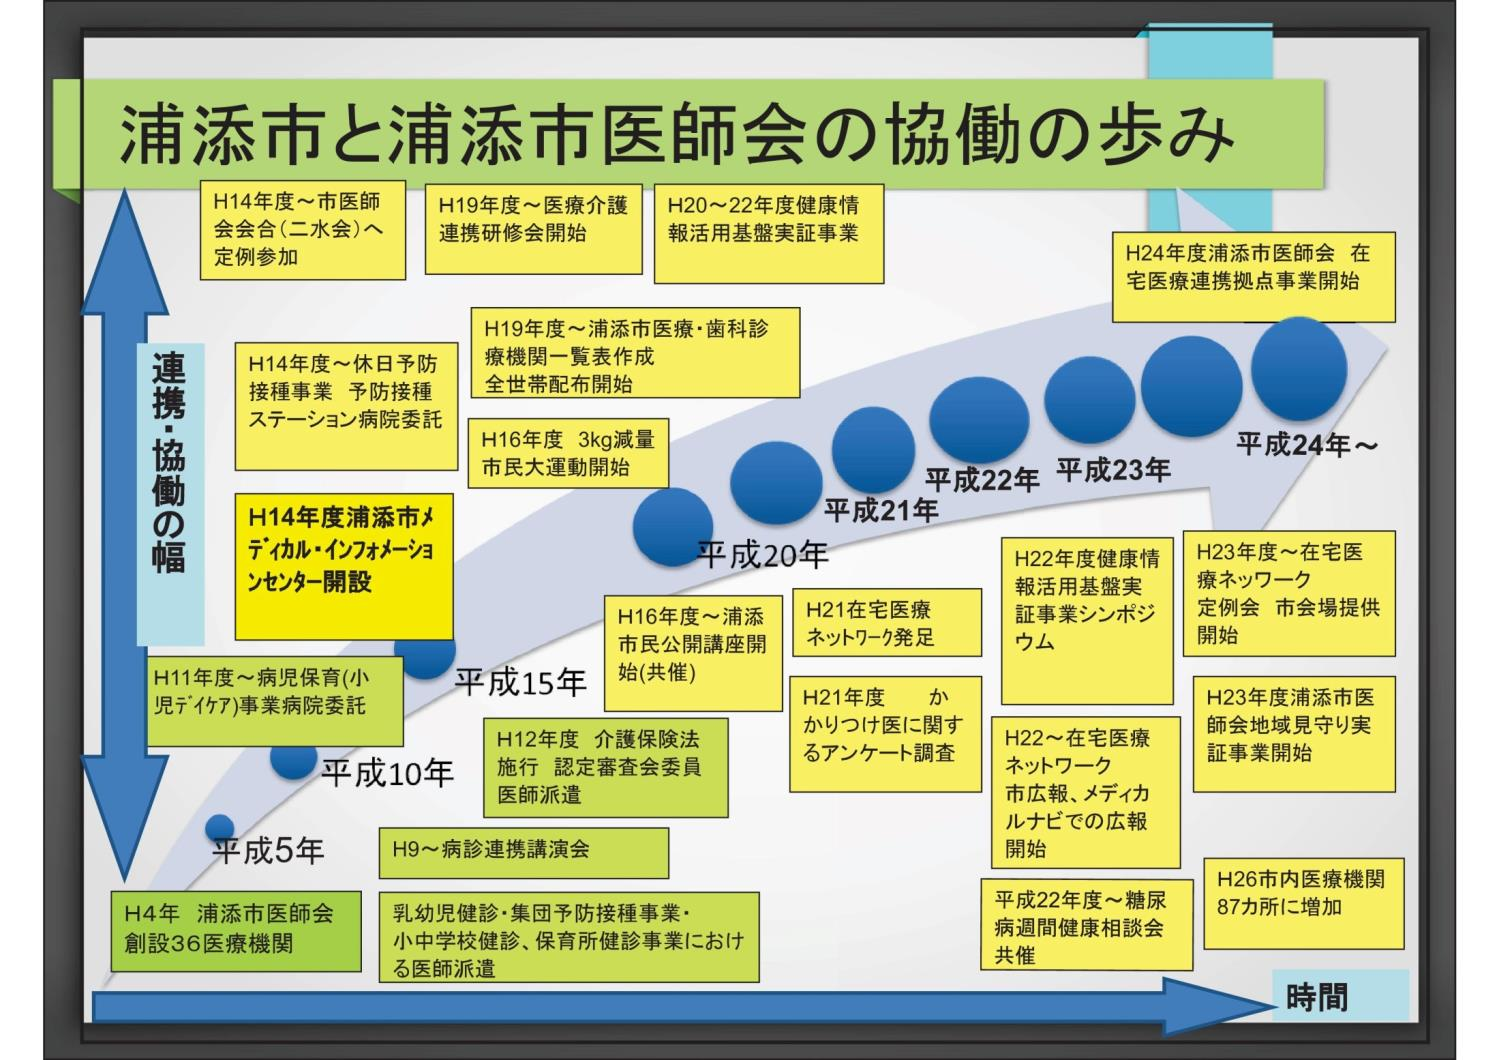 浦添市と浦添市医師会の協働の歩み
H14年度～市医師
会会合(二水会)へ
定例参加
H19年度～医療介護
連携研修会開始
H20～22年度健康情
報活用基盤実証事業
H24年度浦添市医師会　在
宅医療連携拠点事業開始
連携・協働の幅
H14年度～休日予防
接種事業　予防接種
ステーション病院委託
H19年度～浦添市医療・歯科診
療機関一覧表作成
全世帯配布開始
H16年度　3kg減量
市民大運動開始
H14年度浦添市メ
ディカル・インフォメーショ
ンセンター開設
平成24年～
平成23年
平成22年
平成21年
平成20年
平成15年
平成10年
平成5年
H11年度～病児保育(小
児デイケア)事業病院委託
H12年度　介護保険法
施行　認定審査会委員
医師派遣
H9～病診連携講演会
H4年　浦添市医師会
創設36医療機関
乳幼児健診・集団予防接種事業・
小中学校健診、保育所健診事業におけ
る医師派遣
H16年度～浦添
市民公開講座開
始(共催)
H21在宅医療
ネットワーク発足
H21年度　　か
かりつけ医に関す
るアンケート調査
H22年度健康情
報活用基盤実
証事業シンポジ
ウム
H22～在宅医療
ネットワーク
市広報、メディカ
ルナビでの広報
開始
平成22年度～糖尿
病週間健康相談会
共催
H23年度～在宅医
療ネッワーク
定例会　市会場提供
開始
H23年度浦添市医
師会地域見守り実
証事業開始
H26市内医療機関
87カ所に増加
時間